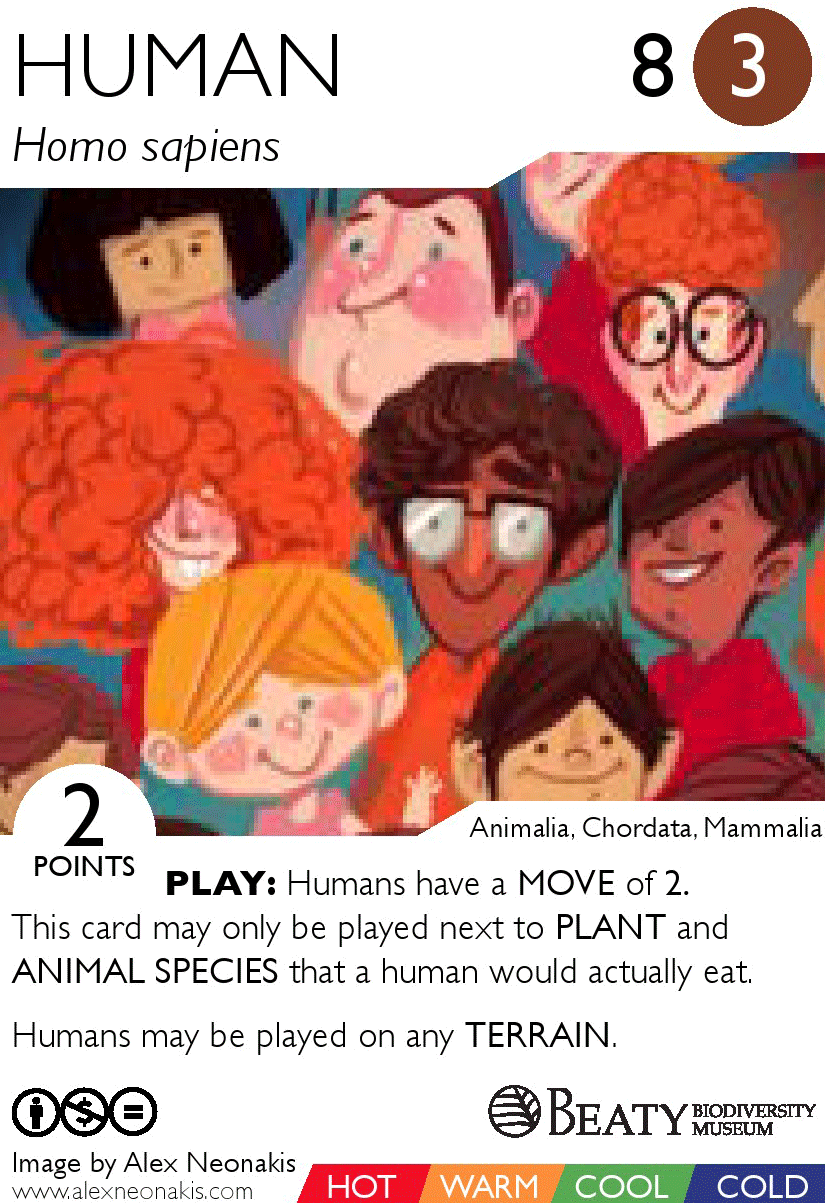 HUMAN 8 3
Homo sapiens
Animalia, Chordata, Mammalia
2
POINTS
PLAY: Humans have a MOVE of 2.
This card may only be played next to PLANT and
ANIMAL SPECIES that a human would actually eat.
Humans may be played on any TERRAIN.
BEATY BIODIVERSITY
MUSEUM
Image by Alex Neonakis
www.alexneonakis.com
HOT WARM COOL COLD